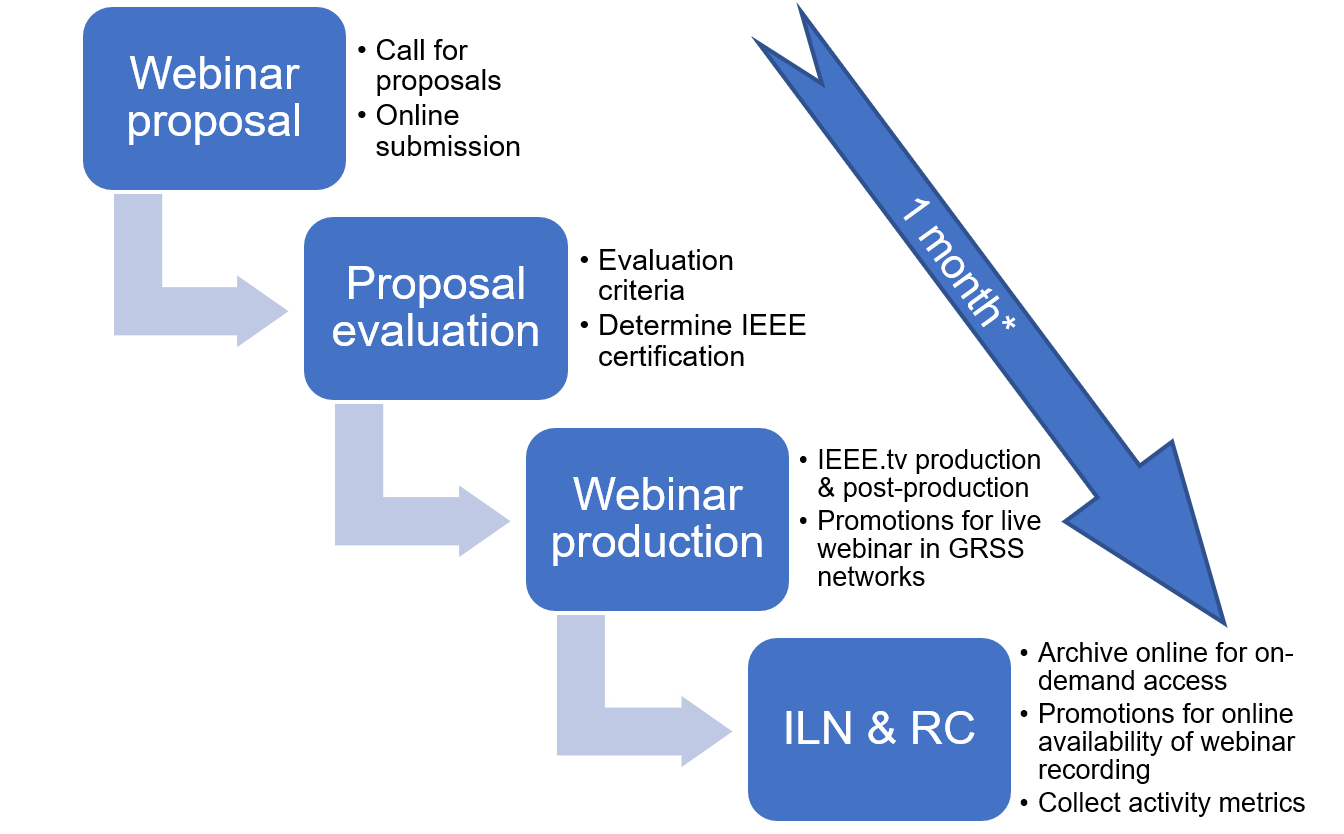 Webinar
proposal
• Call for
proposals
• Online
submission
1 month*
Proposal
evaluation
• Evaluation
criteria
• Determine IEEE
certification
Webinar
production
• IEEE.tv production
& post-production
• Promotions for live
webinar in GRSS
networks
ILN & RC
• Archive online for on-
demand access
• Promotions for online
availability of webinar
recording
• Collect activity metrics